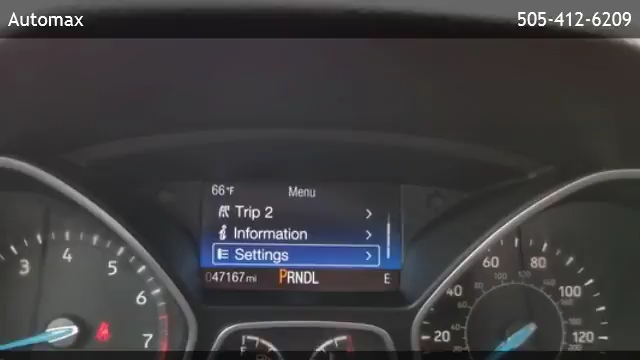 Automax
505-412-6209
66°F Menu
Trip 2
Information
Settings
047167 mi PRNDL E
3 4 5 6 7
20 40 60 80 100 120